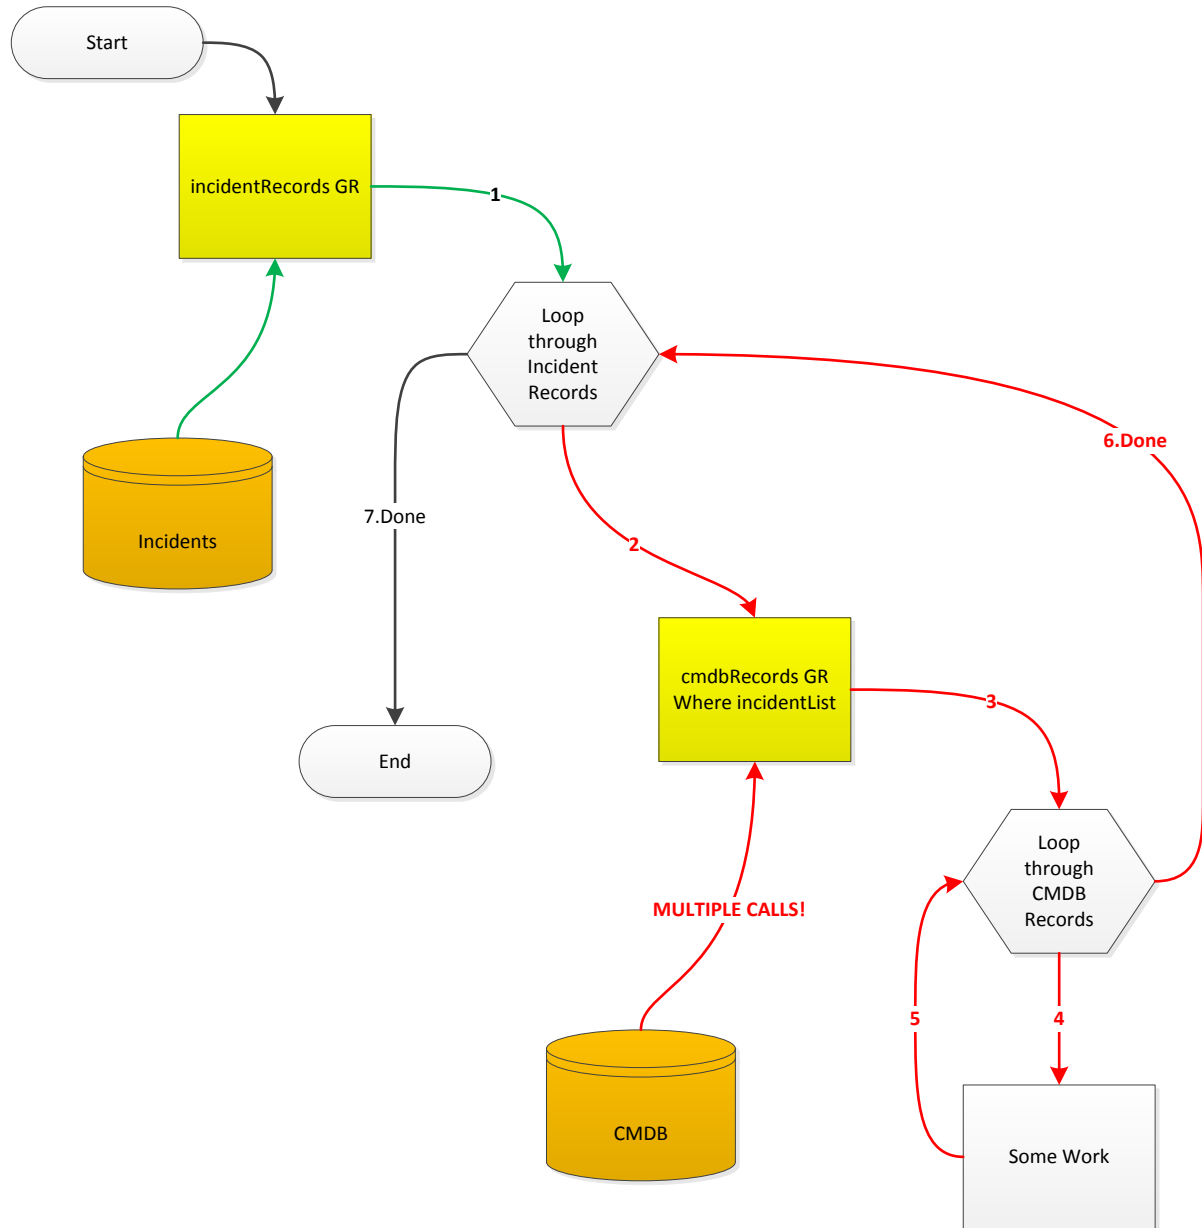 Start
incidentRecords GR
1
Loop
through
Incident
Records
6.Done
7.Done
Incidents
2
cmdbRecords GR
Where incidentList
3
End
Loop
through
CMDB
Records
MULTIPLE CALLS!
5
4
CMDB
Some Work